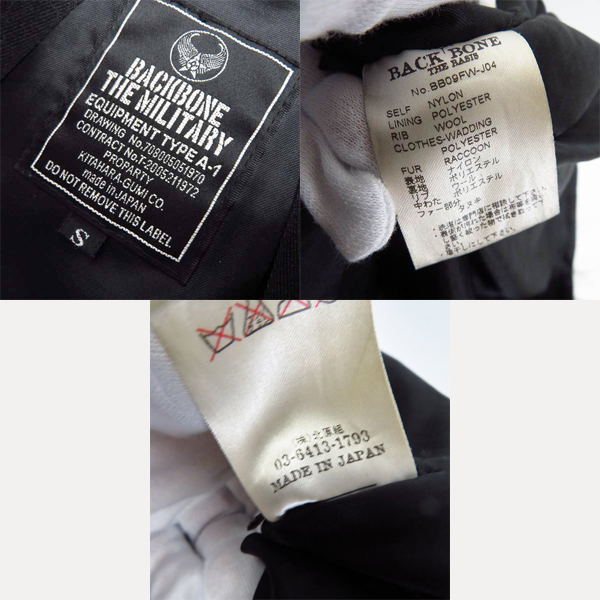 BACKBONE
THE MILITARY
EQUIPMENT TYPE A-1
DRAWING No.709005051970
CONTRACT No.T-2005211972
PROPARTY
KITAHARA-GUMI CO.
made in JAPAN
DO NOT REMOVE THIS LABEL
S
BACK BONE
THE BASIS
No.BB09FW-J04
SELF NYLON
LINING POLYESTER
RIB WOOL
CLOTHES-WADDING
POLYESTER
FUR RACCOON
表地 ナイロン
裏地 ポリエステル
リブ ウール
中わた ポリエステル
ファー部分 タヌキ
(株)北原組
03-6413-1793
MADE IN JAPAN